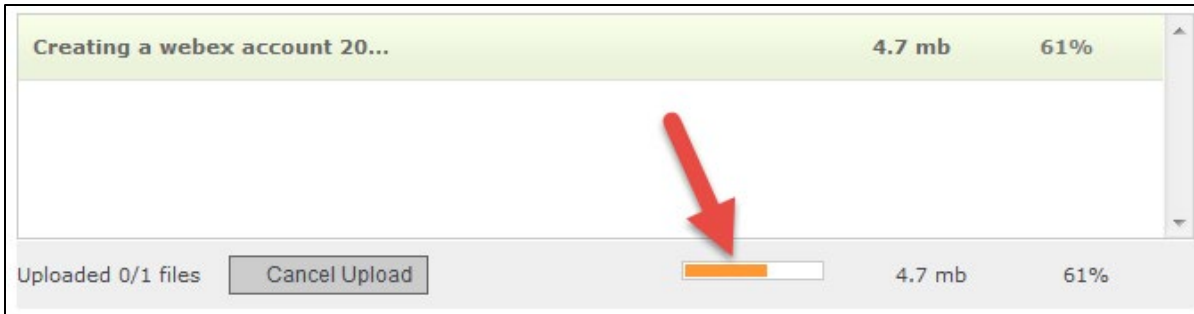 Creating a webex account 20... 4.7 mb 61%
Uploaded 0/1 files Cancel Upload 4.7 mb 61%